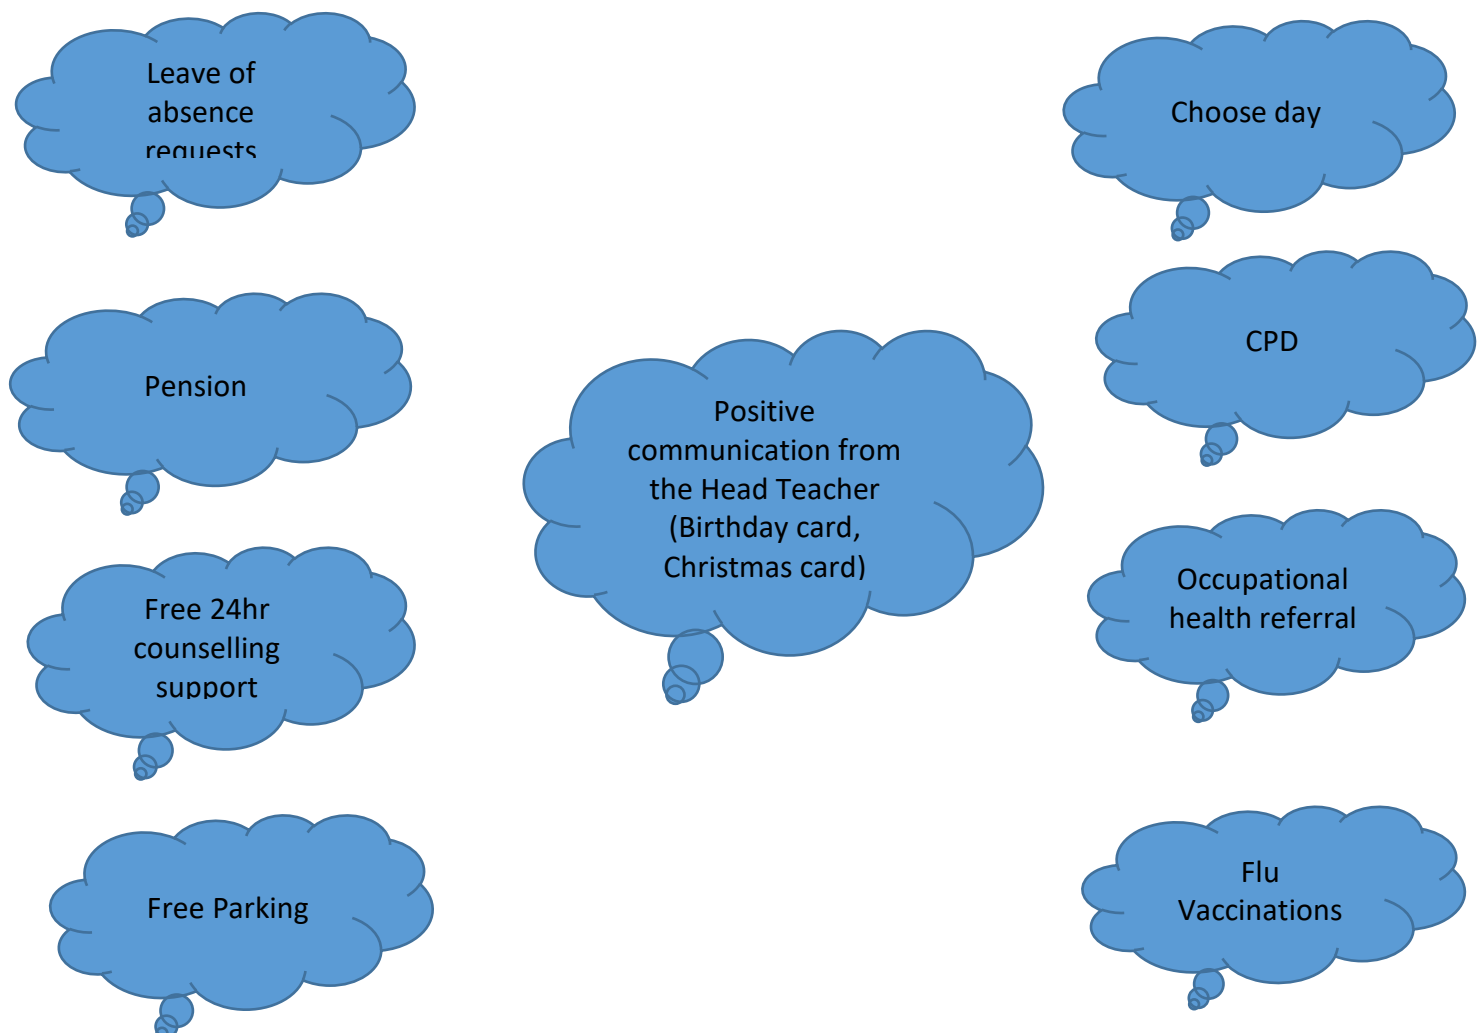 Leave of
absence
requests
Choose day
Pension
CPD
Positive
communication from
the Head Teacher
(Birthday card,
Christmas card)
Free 24hr
counselling
support
Occupational
health referral
Free Parking
Flu
Vaccinations